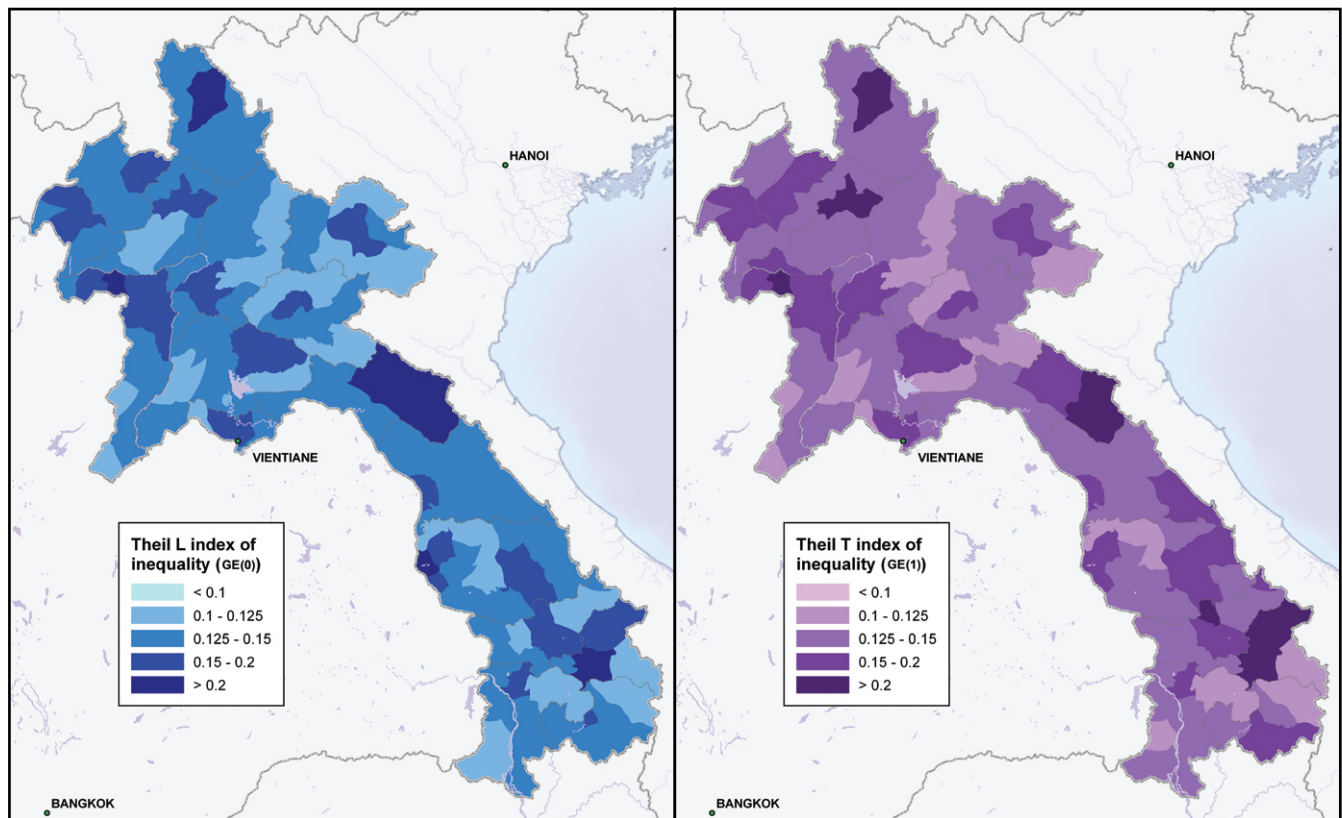 HANOI
VIENTIANE
Theil L index of
inequality (GE(0))
< 0.1
0.1 - 0.125
0.125 - 0.15
0.15 - 0.2
> 0.2
BANGKOK
HANOI
VIENTIANE
Theil T index of
inequality (GE(1))
< 0.1
0.1 - 0.125
0.125 - 0.15
0.15 - 0.2
> 0.2
BANGKOK